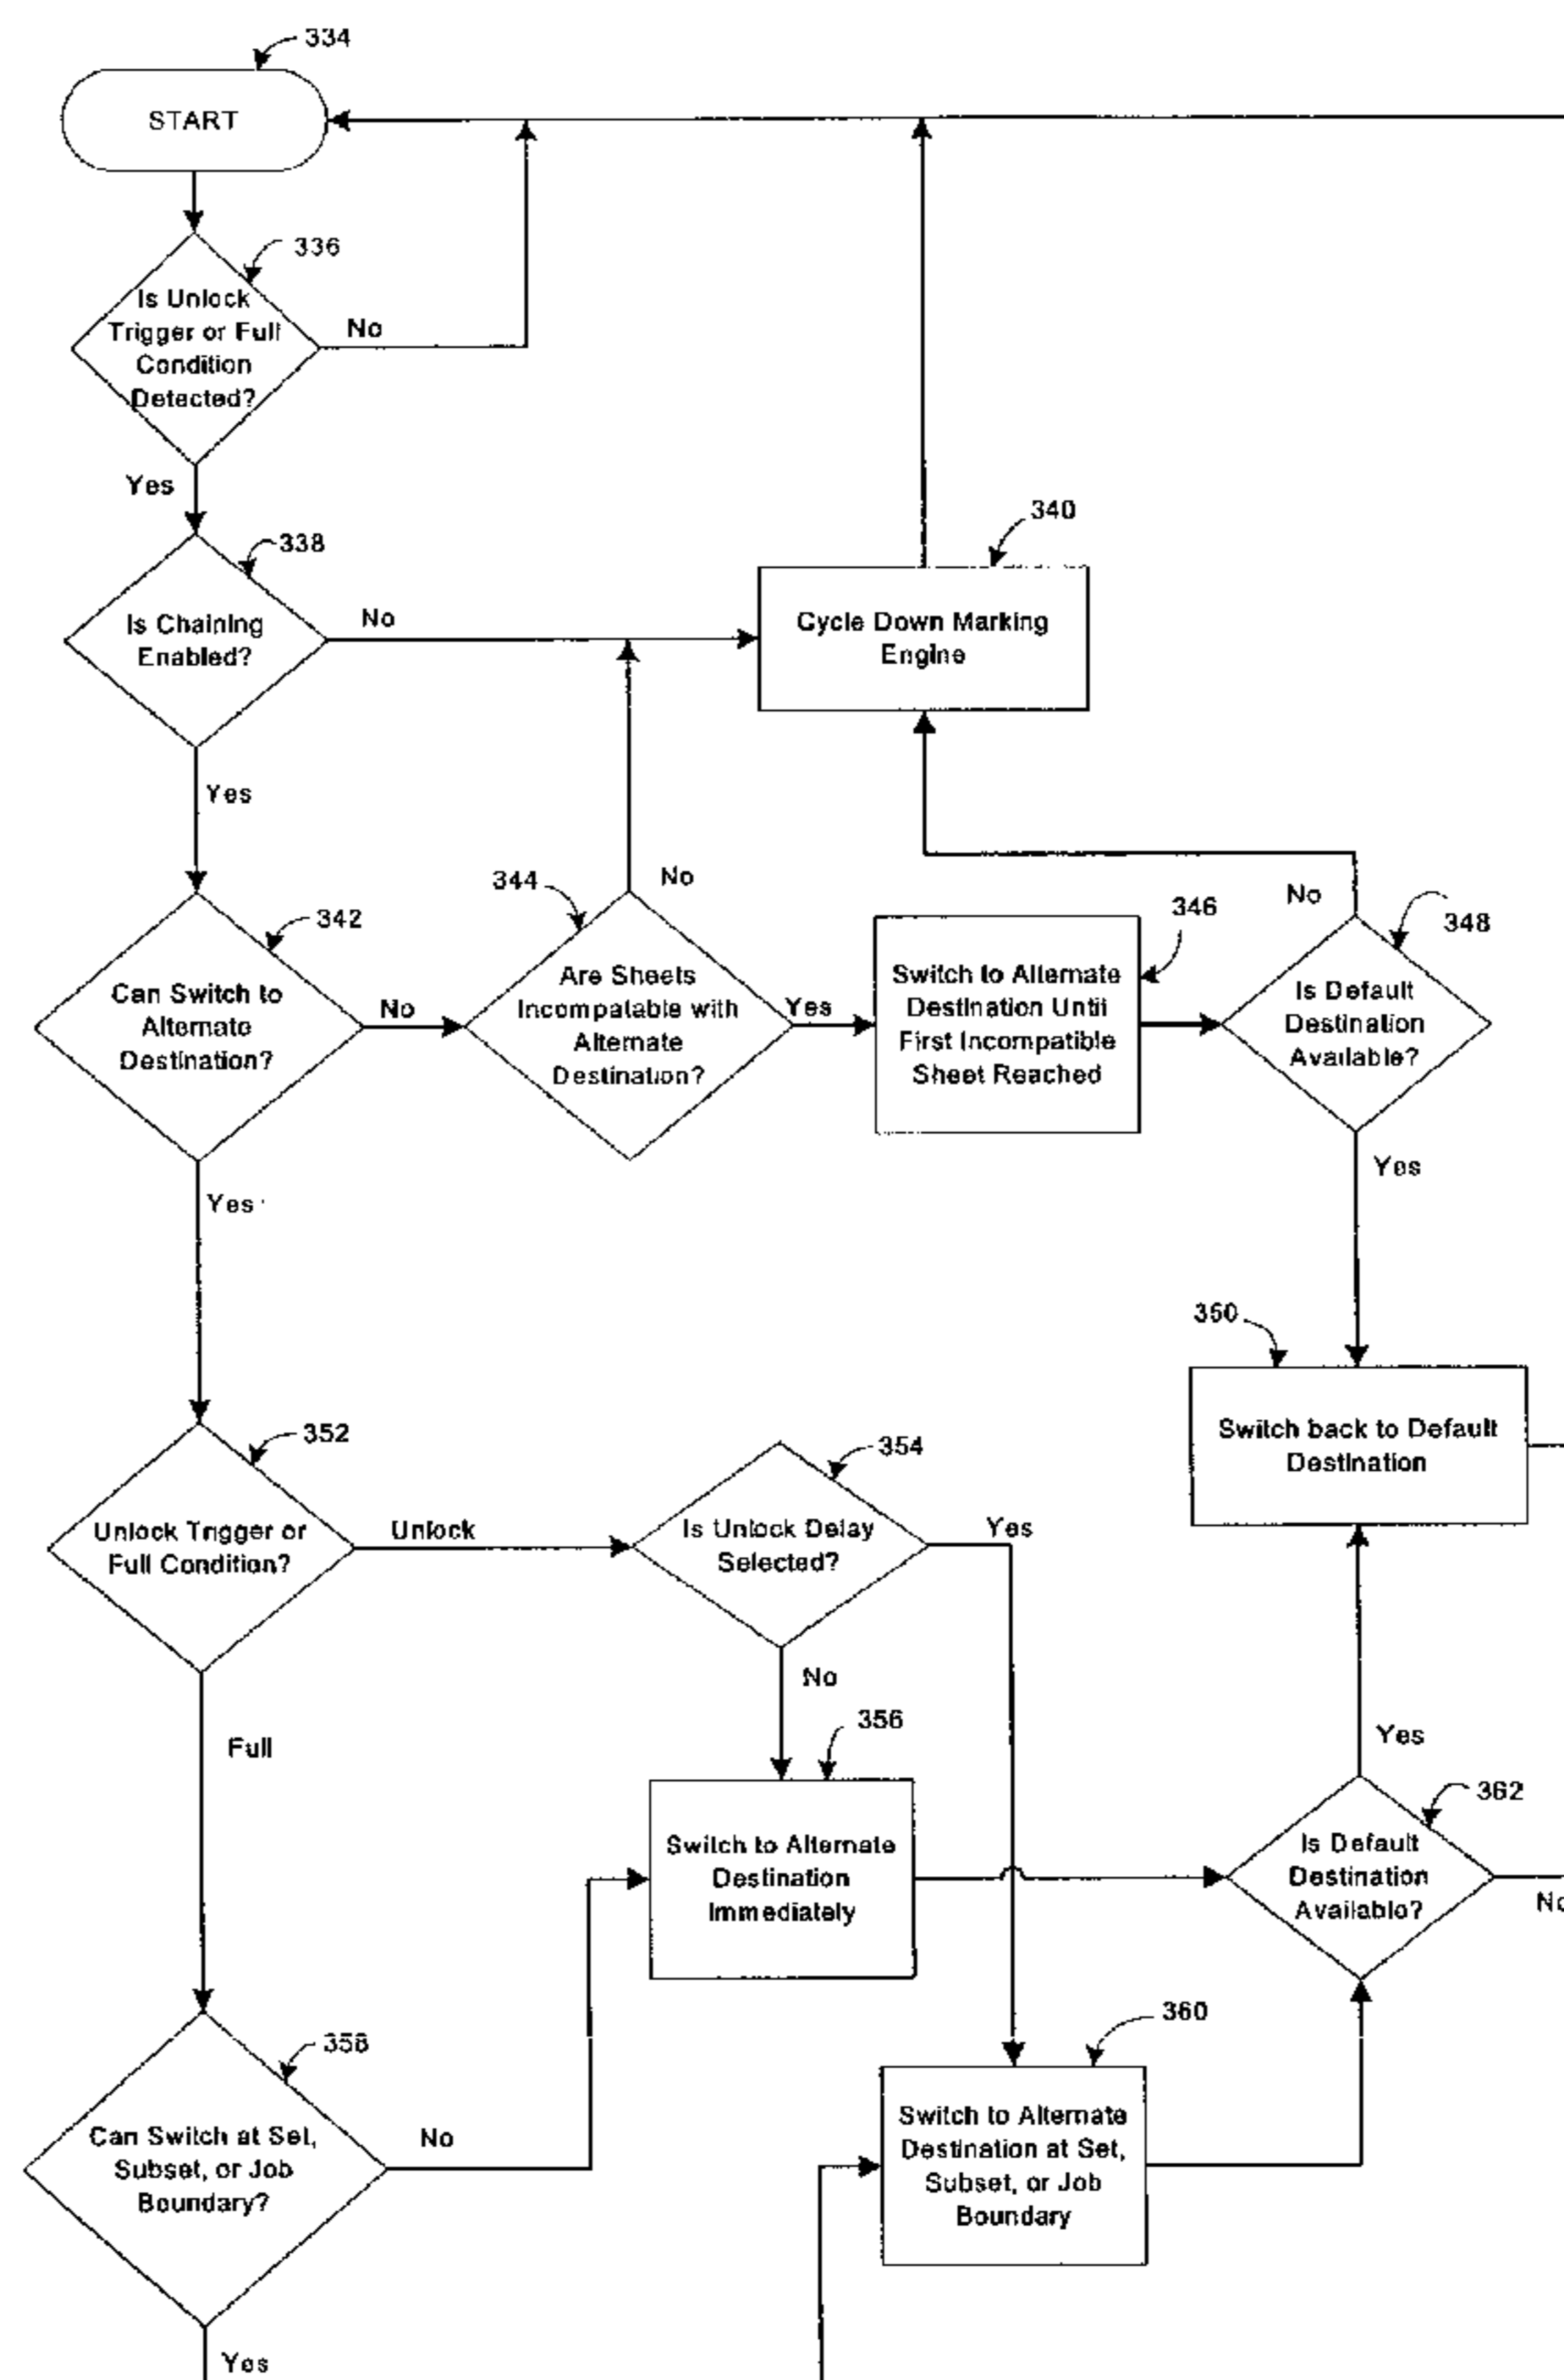 334
START
336
Is Unlock
Trigger or Full
Condition
Detected?
No
Yes
338
Is Chaining
Enabled?
No
340
Cycle Down Marking
Engine
Yes
342
Can Switch to
Alternate
Destination?
No
344
No
Are Sheets
Incompatable with
Alternate
Destination?
Yes
346
Switch to Alternate
Destination Until
First Incompatible
Sheet Reached
No
348
Is Default
Destination
Available?
Yes
Yes
350
Switch back to Default
Destination
352
Unlock Trigger or
Full Condition?
Unlock
354
Is Unlock Delay
Selected?
Yes
No
Full
356
Switch to Alternate
Destination
Immediately
Yes
362
Is Default
Destination
Available?
No
358
Can Switch at Set,
Subset, or Job
Boundary?
No
360
Switch to Alternate
Destination at Set,
Subset, or Job
Boundary
Yes